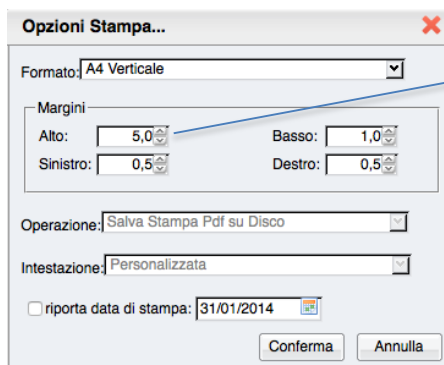 Opzioni Stampa...
Formato: A4 Verticale
Margini
Alto: 5,0 Basso: 1,0
Sinistro: 0,5 Destro: 0,5
Operazione: Salva Stampa Pdf su Disco
Intestazione: Personalizzata
riporta data di stampa: 31/01/2014
Conferma Annulla